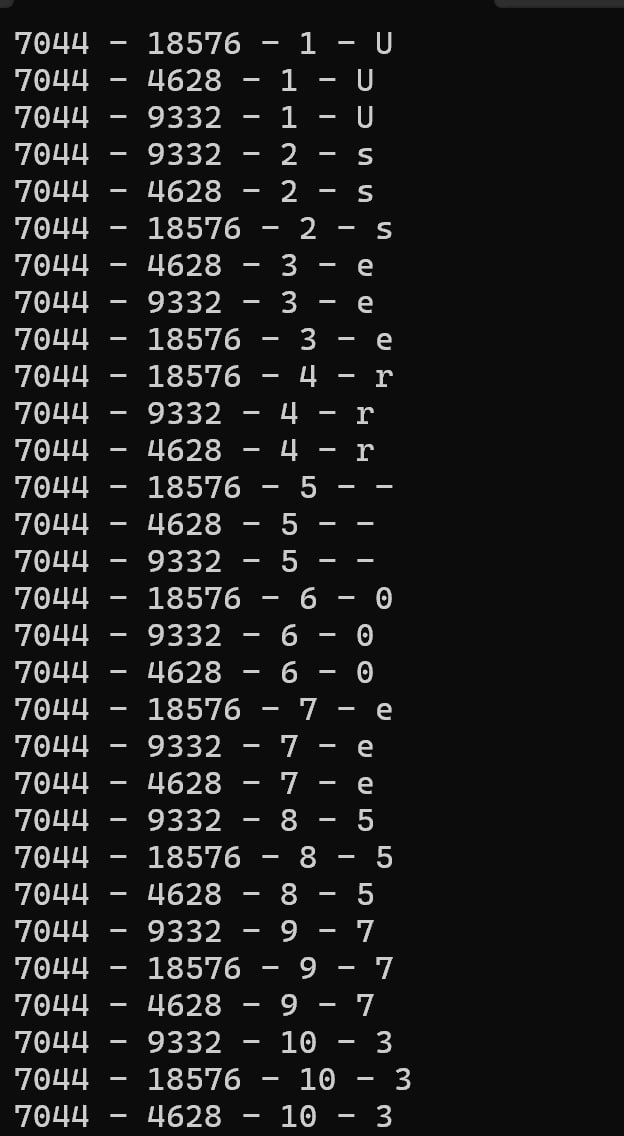 7044 – 18576 – 1 – U
7044 – 4628 – 1 – U
7044 – 9332 – 1 – U
7044 – 9332 – 2 – s
7044 – 4628 – 2 – s
7044 – 18576 – 2 – s
7044 – 4628 – 3 – e
7044 – 9332 – 3 – e
7044 – 18576 – 3 – e
7044 – 18576 – 4 – r
7044 – 9332 – 4 – r
7044 – 4628 – 4 – r
7044 – 18576 – 5 – –
7044 – 4628 – 5 – –
7044 – 9332 – 5 – –
7044 – 18576 – 6 – 0
7044 – 9332 – 6 – 0
7044 – 4628 – 6 – 0
7044 – 18576 – 7 – e
7044 – 9332 – 7 – e
7044 – 4628 – 7 – e
7044 – 9332 – 8 – 5
7044 – 18576 – 8 – 5
7044 – 4628 – 8 – 5
7044 – 9332 – 9 – 7
7044 – 18576 – 9 – 7
7044 – 4628 – 9 – 7
7044 – 9332 – 10 – 3
7044 – 18576 – 10 – 3
7044 – 4628 – 10 – 3